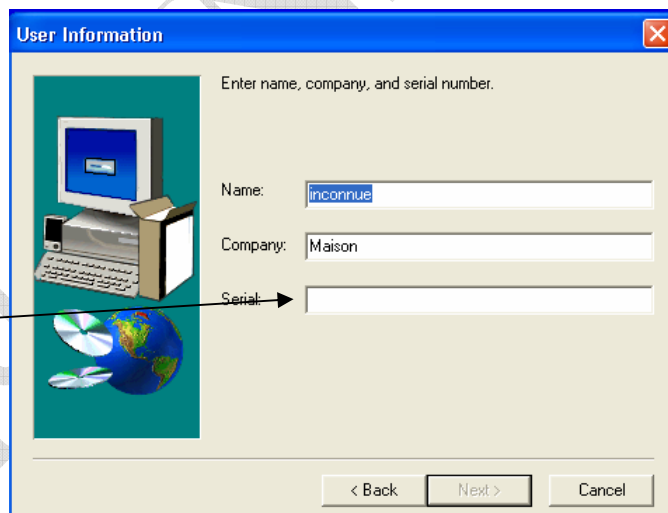 User Information
Enter name, company, and serial number.
Name:
inconnue
Company:
Maison
Serial:
< Back
Next >
Cancel